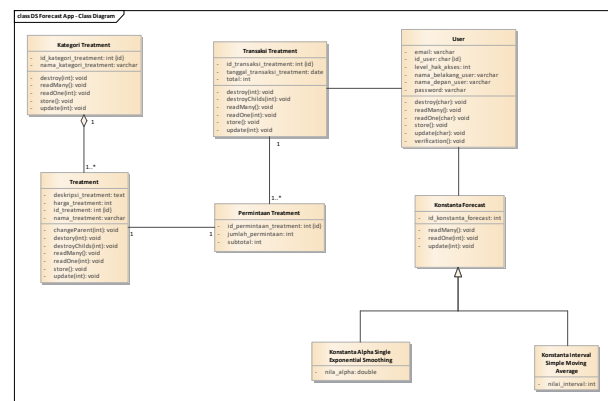 class DS Forecast App - Class Diagram
Kategori Treatment
- id_kategori_treatment: int {id}
- nama_kategori_treatment: varchar
- destroy(int): void
- readMany(): void
- readOne(int): void
- store(): void
- update(int): void
1
1..*
Treatment
- deskripsi_treatment: text
- harga_treatment: int
- id_treatment: int {id}
- nama_treatment: varchar
- changeParent(int): void
- destory(int): void
- destroyChilds(int): void
- readMany(): void
- readOne(int): void
- store(): void
- update(int): void
1
1
Transaksi Treatment
- id_transaksi_treatment: int {id}
- tanggal_transaksi_treatment: date
- total: int
- destroy(int): void
- destroyChilds(int): void
- readMany(): void
- readOne(int): void
- store(): void
- update(int): void
1
1..*
Permintaan Treatment
- id_permintaan_treatment: int {id}
- jumlah_permintaan: int
- subtotal: int
User
- email: varchar
- id_user: char {id}
- level_hak_akses: int
- nama_belakang_user: varchar
- nama_depan_user: varchar
- password: varchar
- destroy(char): void
- readMany(): void
- readOne(char): void
- store(): void
- update(char): void
- verification(): void
Konstanta Forecast
- id_konstanta_forecast: int
- readMany(): void
- readOne(int): void
- update(int): void
Konstanta Alpha Single
Exponential Smoothing
- nila_alpha: double
Konstanta Interval
Simple Moving
Average
- nilai_interval: int